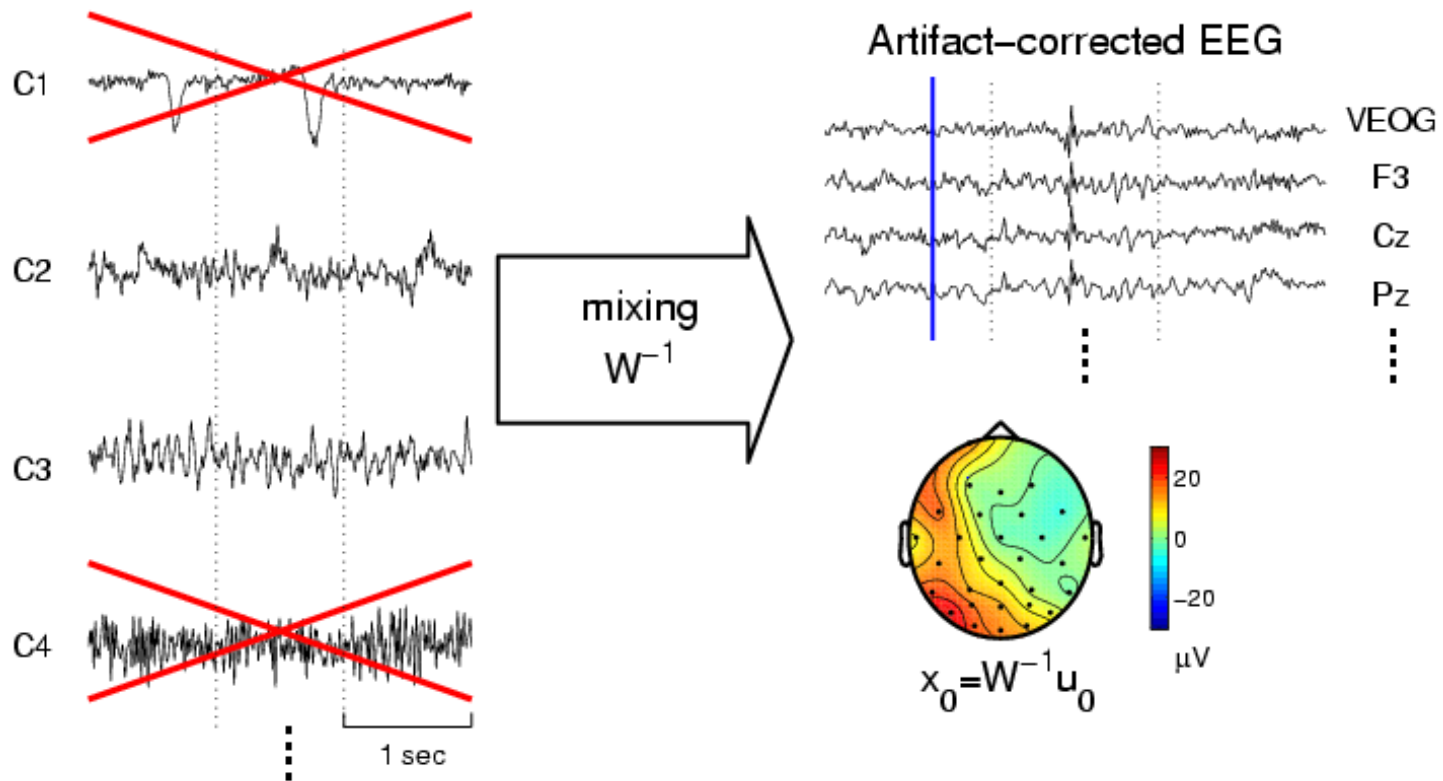 C1
C2
C3
C4
1 sec
mixing
W⁻¹
Artifact–corrected EEG
VEOG
F3
Cz
Pz
20
0
−20
μV
x₀=W⁻¹u₀